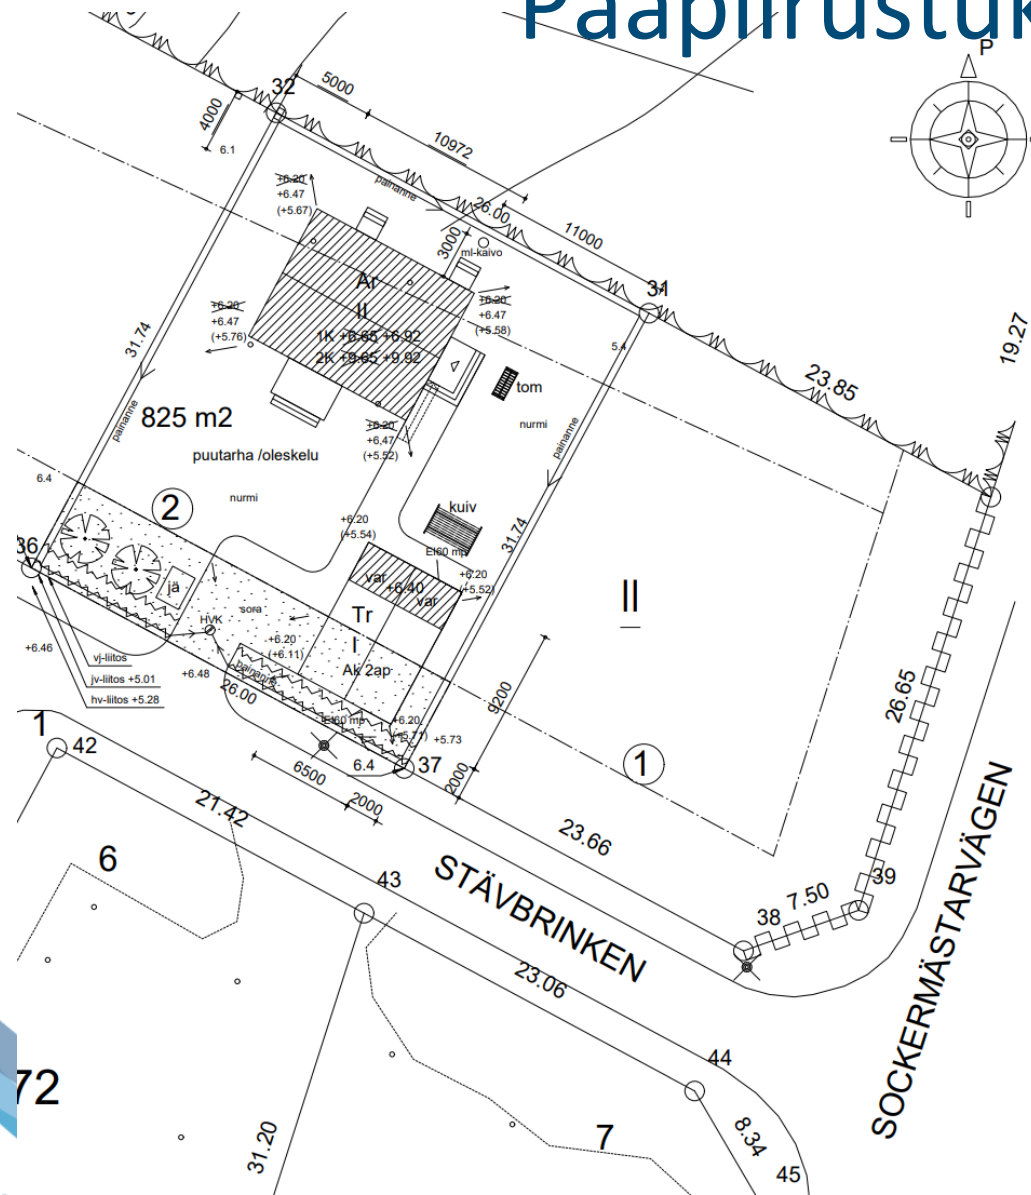 Pääpiirustuk
P
32
5000
4000
10972
6.1
painanne
+6.20
+6.47
(+5.67)
26.00
11000
3000
ml-kaivo
31
19.27
Ar
II
+6.20
+6.47
(+5.76)
+6.20
+6.47
(+5.58)
1K +6.65 +6.92
2K +9.65 +9.92
31.74
5.4
23.85
tom
825 m2
painanne
+6.20
+6,47
(+5.52)
nurmi
painanne
puutarha /oleskelu
6.4
nurmi
2
kuiv
+6.20
(+5.54)
31.74
36
EI60 mp
jä
var
+6.40
var
+6.20
(+5.52)
II
sora
HVK
Tr
I
+6.20
(+6.11)
+6.46
vj-liitos
jv-liitos +5.01
hv-liitos +5.28
+6.48
painanne
Ak 2ap
26.00
9200
26.65
EI60 mp
+6.20
(+5.71)
+5.73
1
42
6.4
37
1
6500
2000
2000
21.42
23.66
6
43
STÄVBRINKEN
7.50
38
39
SOCKERMÄSTARVÄGEN
23.06
44
72
31.20
7
8.34
45